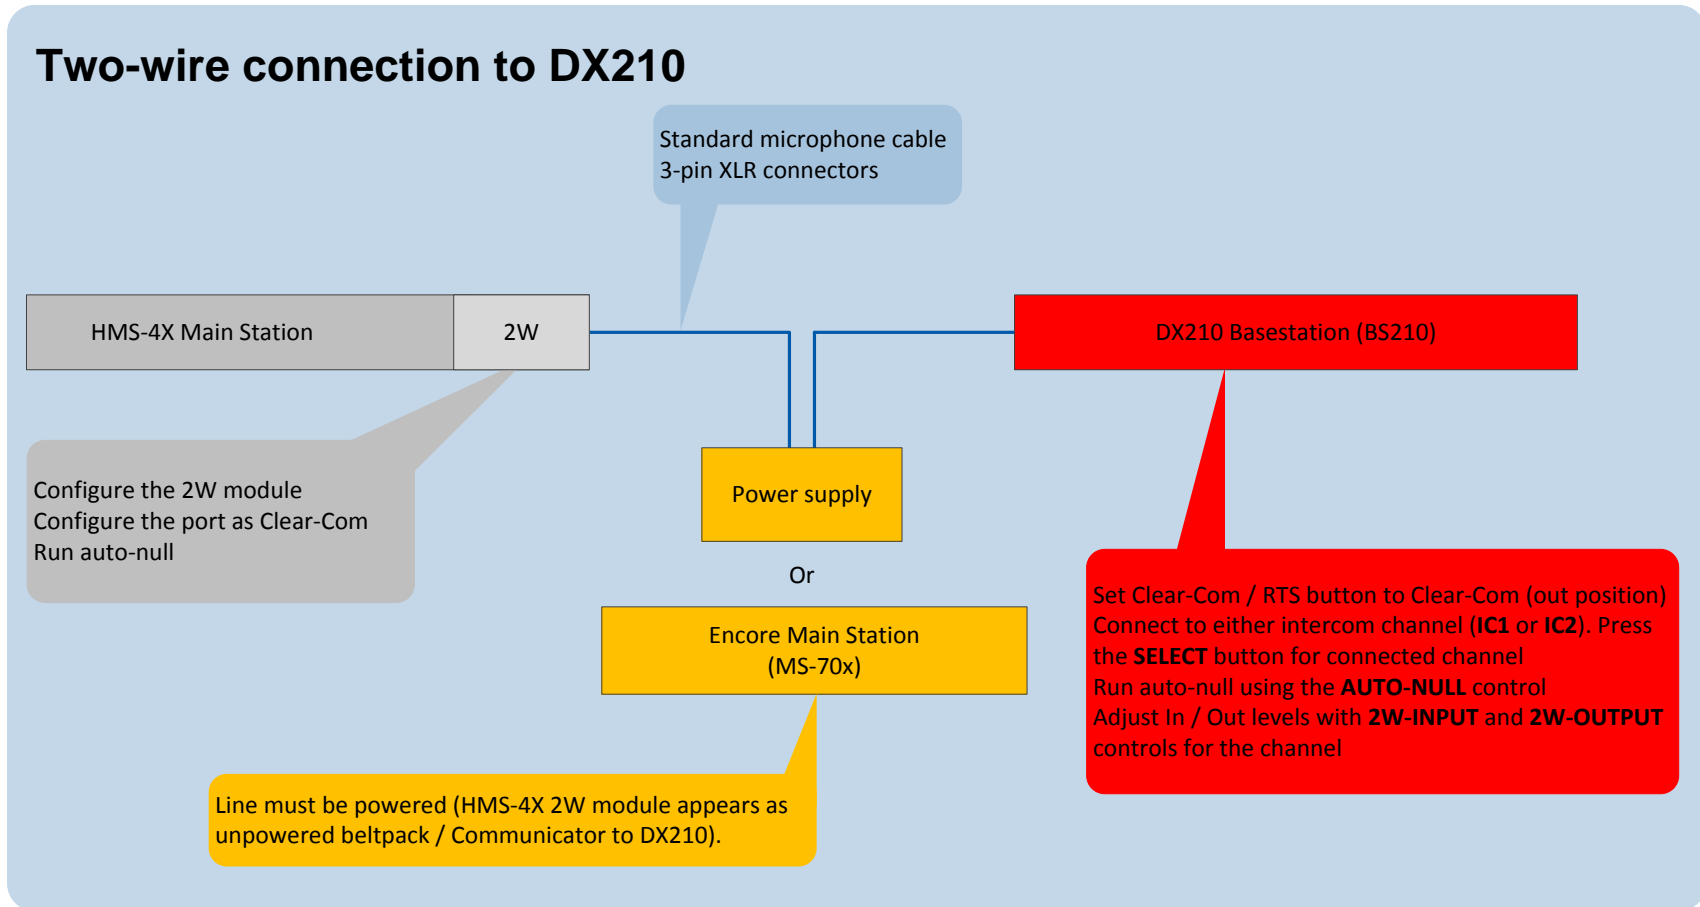 Two-wire connection to DX210
Standard microphone cable
3-pin XLR connectors
HMS-4X Main Station
2W
DX210 Basestation (BS210)
Configure the 2W module
Configure the port as Clear-Com
Run auto-null
Power supply
Or
Encore Main Station
(MS-70x)
Set Clear-Com / RTS button to Clear-Com (out position)
Connect to either intercom channel (IC1 or IC2). Press
the SELECT button for connected channel
Run auto-null using the AUTO-NULL control
Adjust In / Out levels with 2W-INPUT and 2W-OUTPUT
controls for the channel
Line must be powered (HMS-4X 2W module appears as
unpowered beltpack / Communicator to DX210).